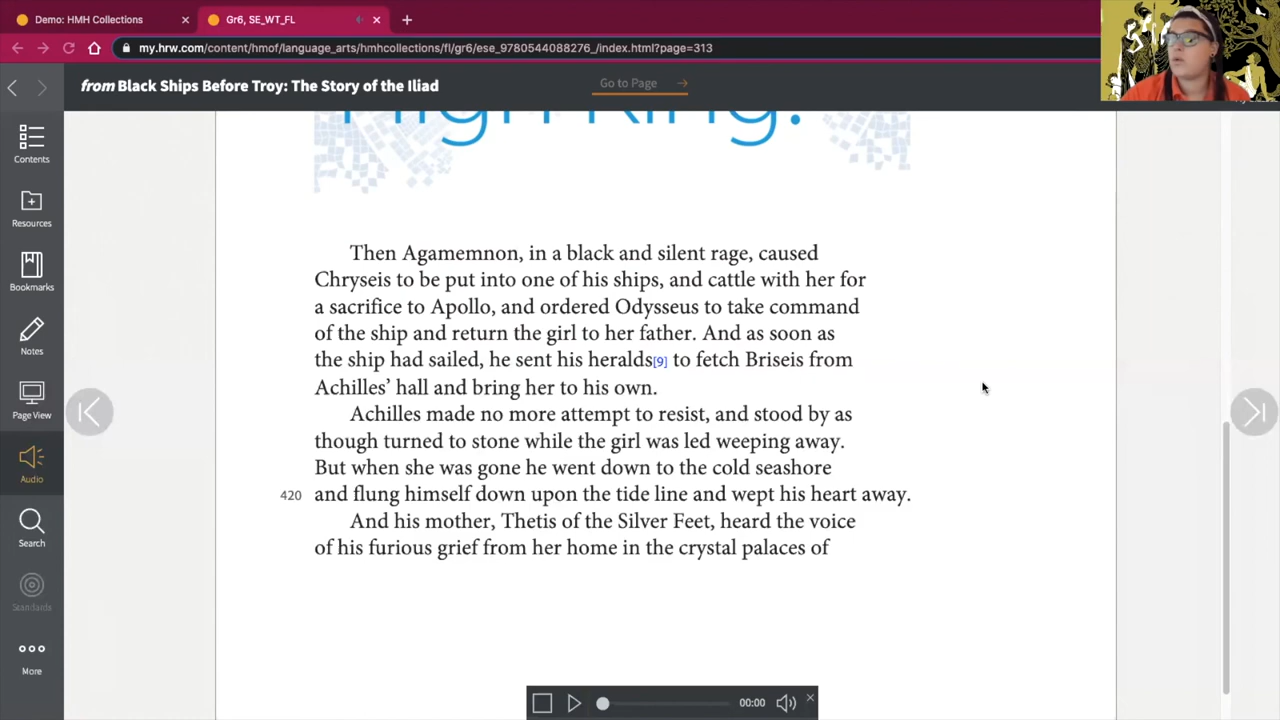 Demo: HMH Collections
Gr6, SE_WT_FL
my.hrw.com/content/hmof/language_arts/hmhcollections/fl/gr6/ese_9780544088276_/index.html?page=313
from Black Ships Before Troy: The Story of the Iliad
Go to Page
Contents
Resources
Bookmarks
Notes
Page View
Audio
Search
Standards
More
High King!
Then Agamemnon, in a black and silent rage, caused
Chryseis to be put into one of his ships, and cattle with her for
a sacrifice to Apollo, and ordered Odysseus to take command
of the ship and return the girl to her father. And as soon as
the ship had sailed, he sent his heralds[9] to fetch Briseis from
Achilles’ hall and bring her to his own.
Achilles made no more attempt to resist, and stood by as
though turned to stone while the girl was led weeping away.
But when she was gone he went down to the cold seashore
420 and flung himself down upon the tide line and wept his heart away.
And his mother, Thetis of the Silver Feet, heard the voice
of his furious grief from her home in the crystal palaces of
00:00